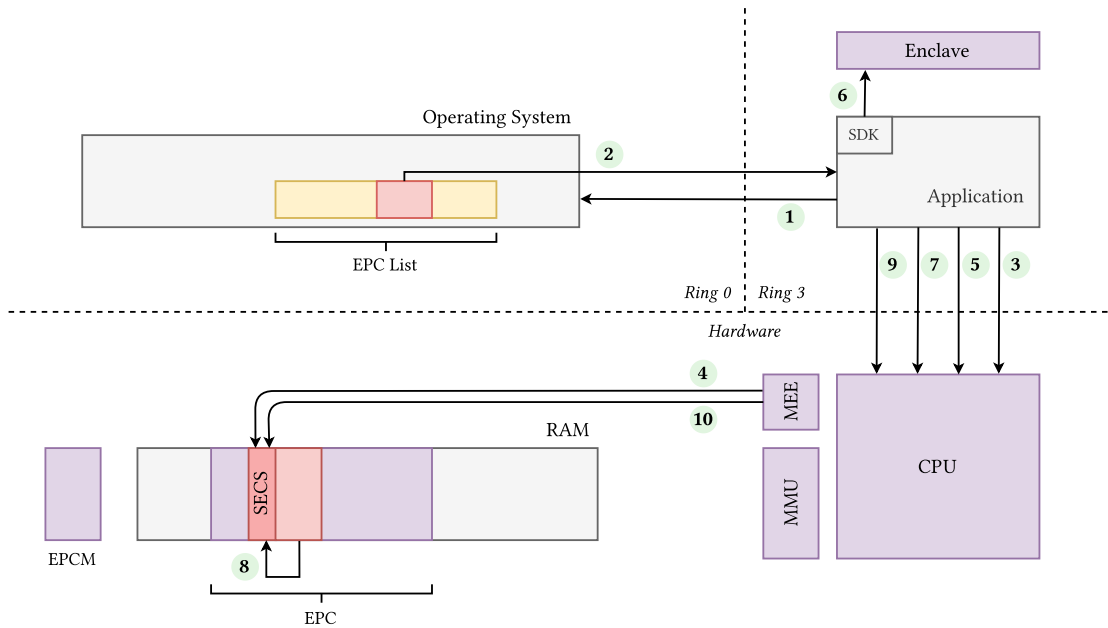 Enclave
6
Operating System
SDK
2
Application
1
EPC List
9
7
5
3
Ring 0
Ring 3
Hardware
4
MEE
10
RAM
CPU
SECS
MMU
EPCM
8
EPC